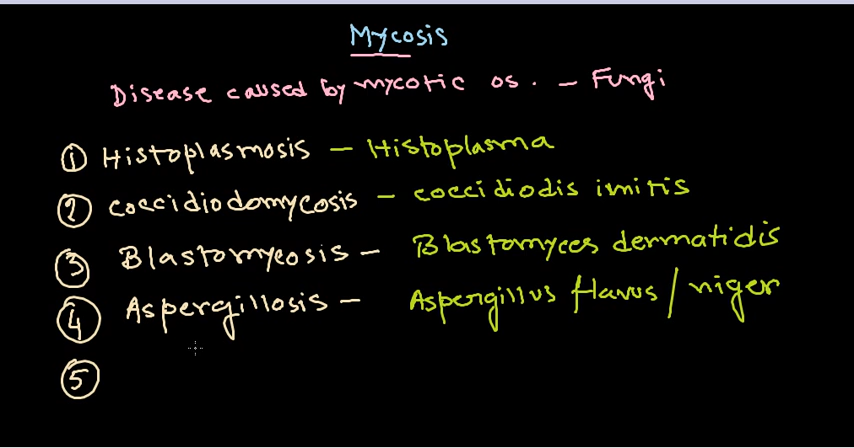 Mycosis
Disease caused by mycotic os. - Fungi
① Histoplasmosis - Histoplasma
② coccidiodomycosis - coccidiodis imitis
③ Blastomycosis - Blastomyces dermatidis
④ Aspergillosis - Aspergillus flavus / niger
⑤